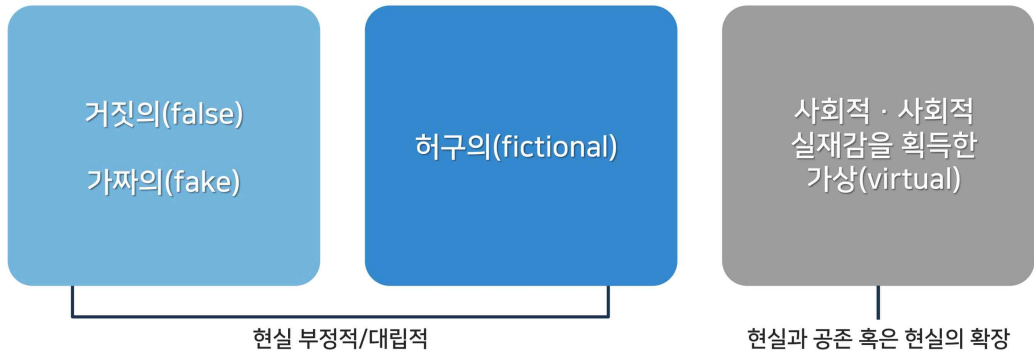 거짓의(false)
가짜의(fake)
허구의(fictional)
사회적 · 사회적
실재감을 획득한
가상(virtual)
현실 부정적/대립적
현실과 공존 혹은 현실의 확장